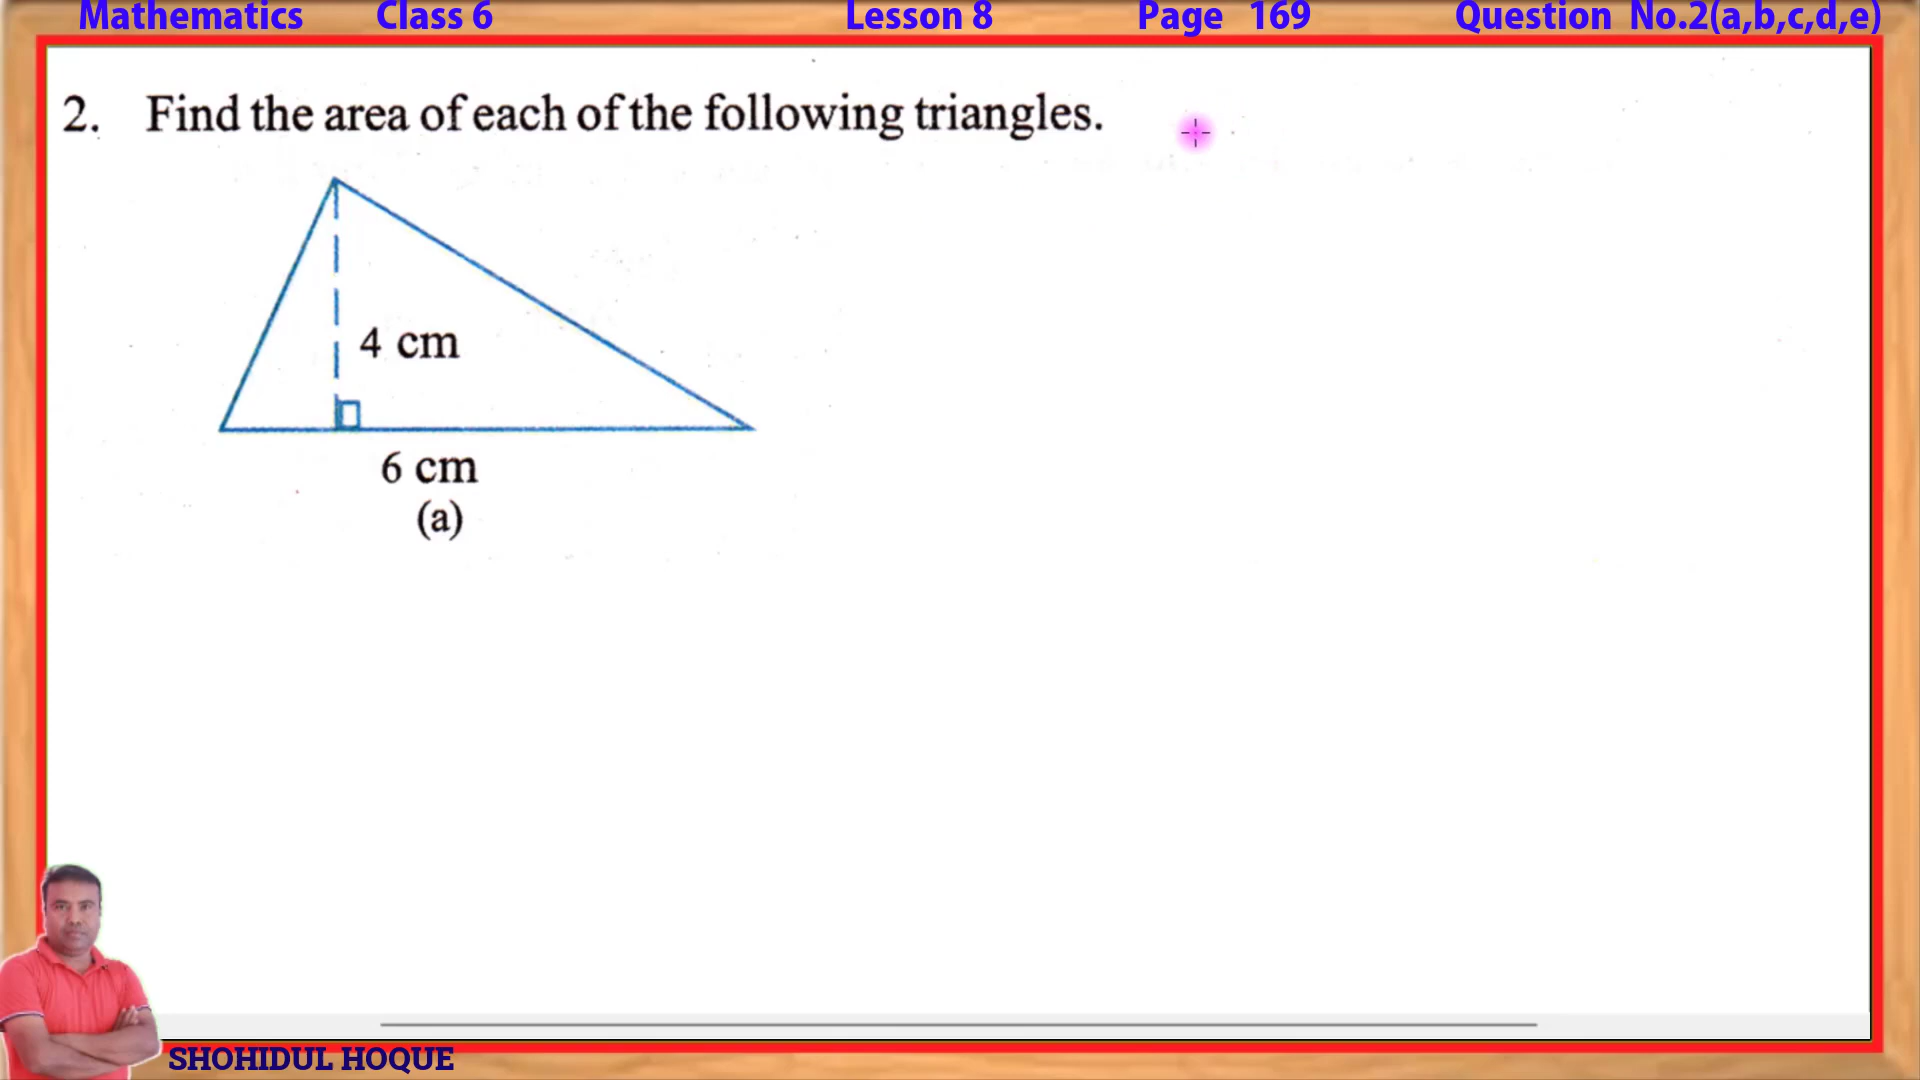 Mathematics Class 6 Lesson 8 Page 169 Question No.2(a,b,c,d,e)
2. Find the area of each of the following triangles.
4 cm
6 cm
(a)
SHOHIDUL HOQUE